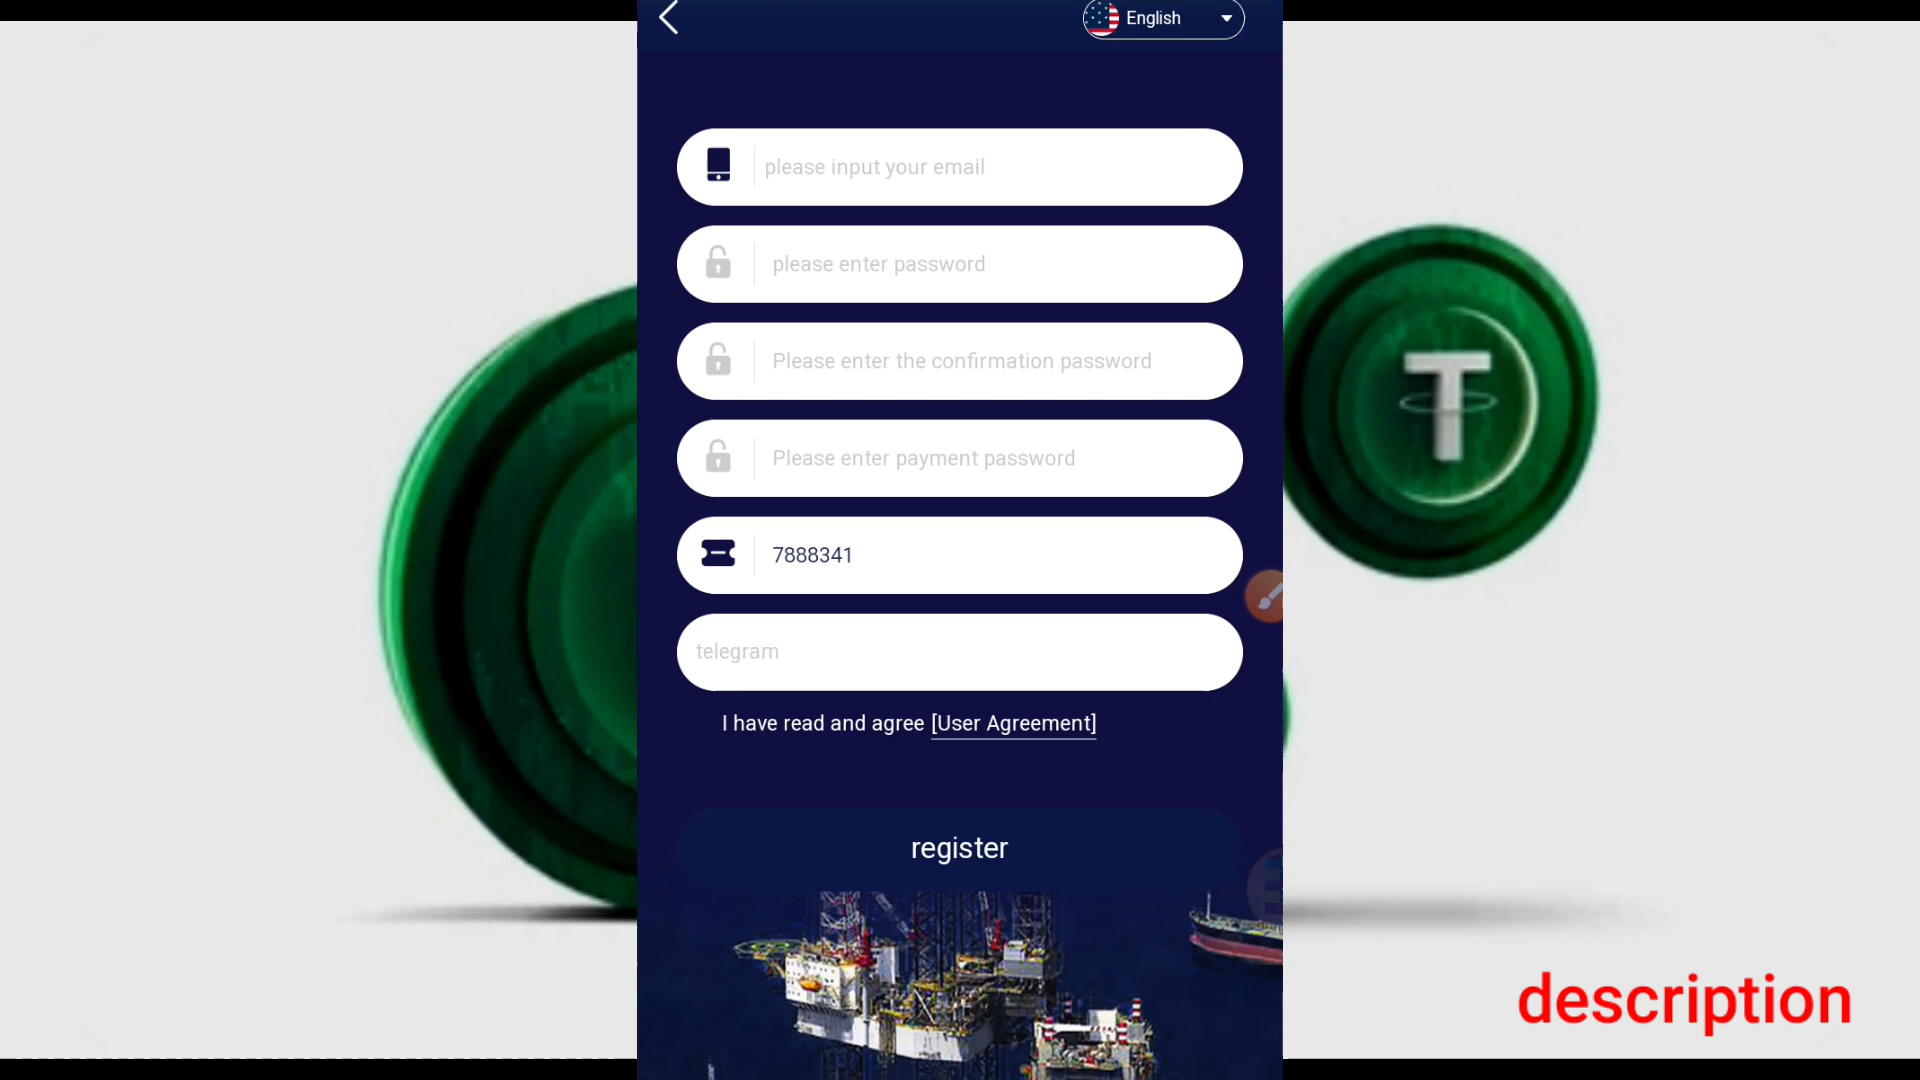 English
please input your email
please enter password
Please enter the confirmation password
Please enter payment password
7888341
telegram
I have read and agree [User Agreement]
register
T
description